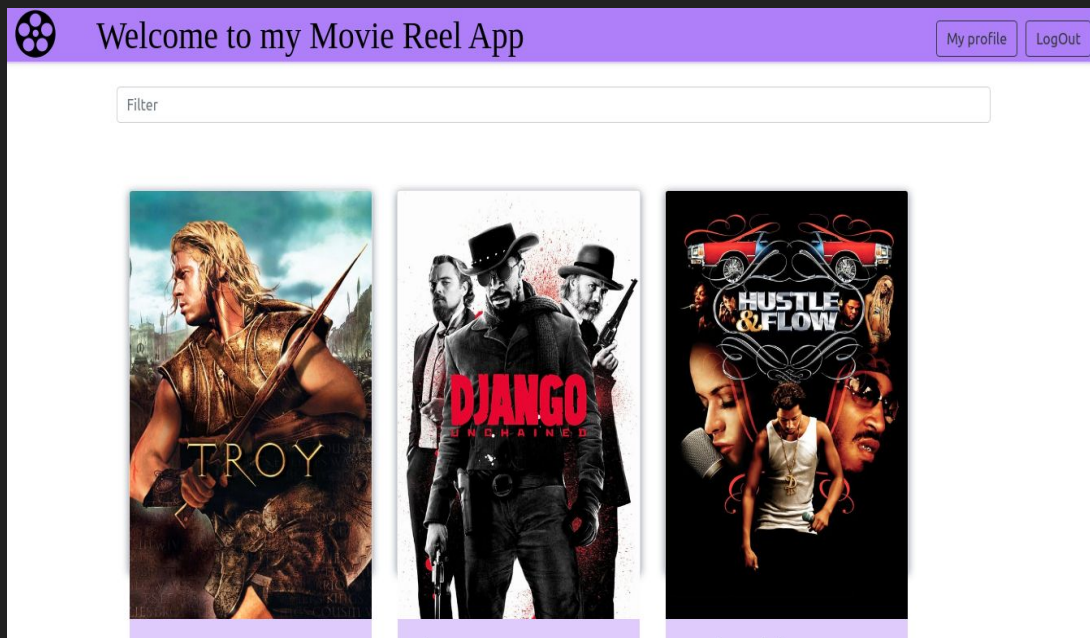 Welcome to my Movie Reel App
My profile
LogOut
Filter
TROY
DJANGO
UNCHAINED
HUSTLE
& FLOW